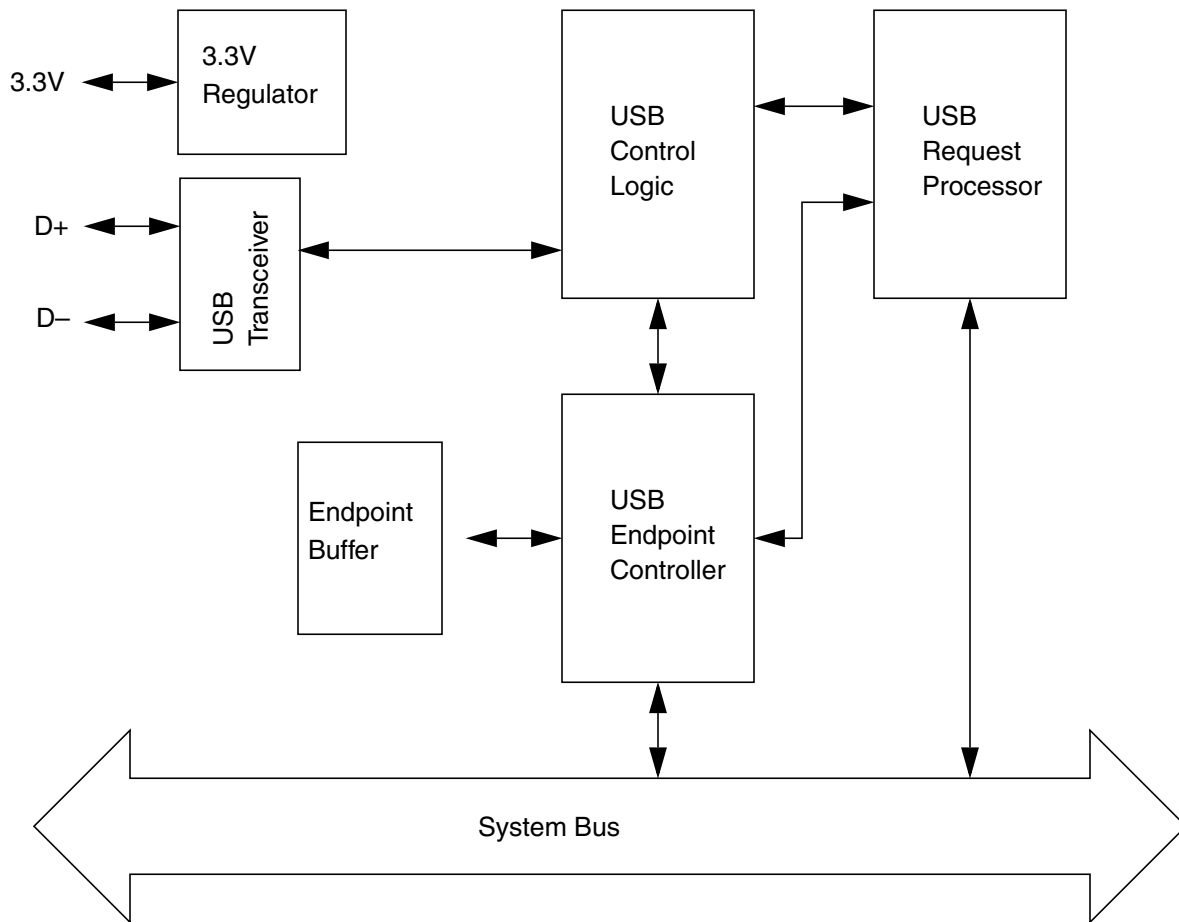 3.3V
3.3V
Regulator
D+
D–
USB
Transceiver
USB
Control
Logic
USB
Request
Processor
Endpoint
Buffer
USB
Endpoint
Controller
System Bus